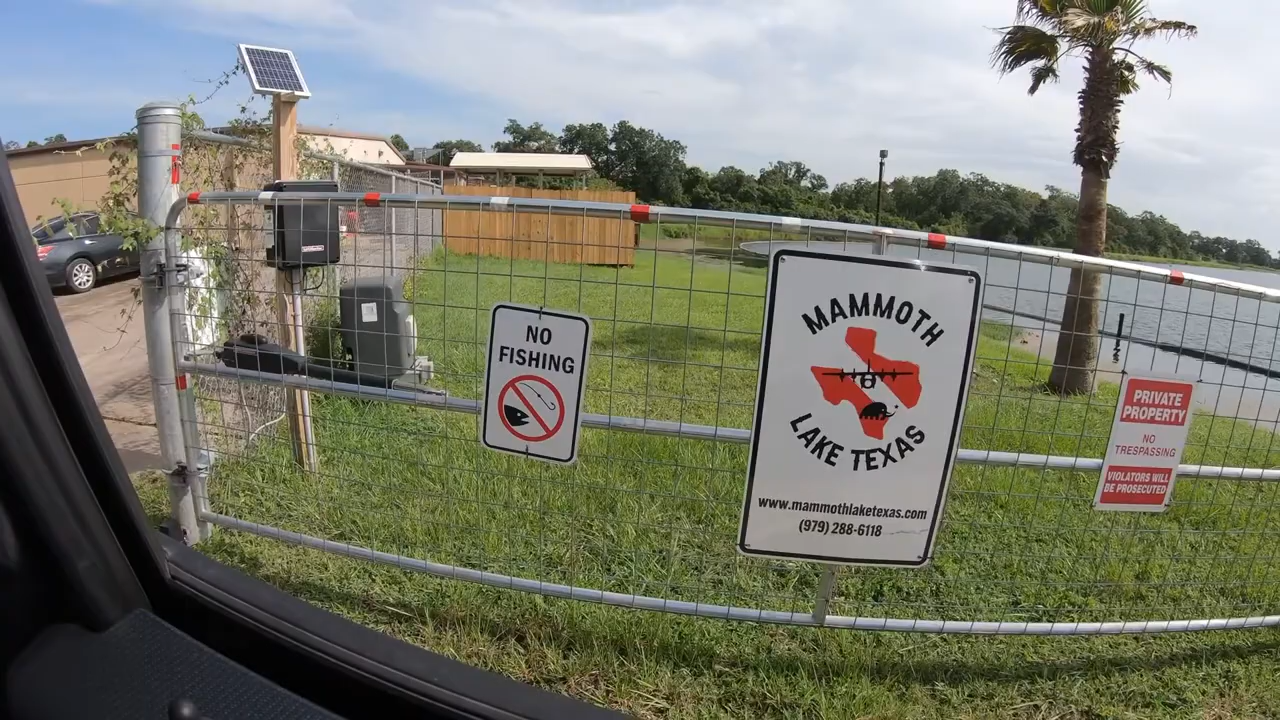 NO
FISHING
MAMMOTH
LAKE TEXAS
www.mammothlaketexas.com
(979) 288-6118
PRIVATE
PROPERTY
NO
TRESPASSING
VIOLATORS WILL
BE PROSECUTED